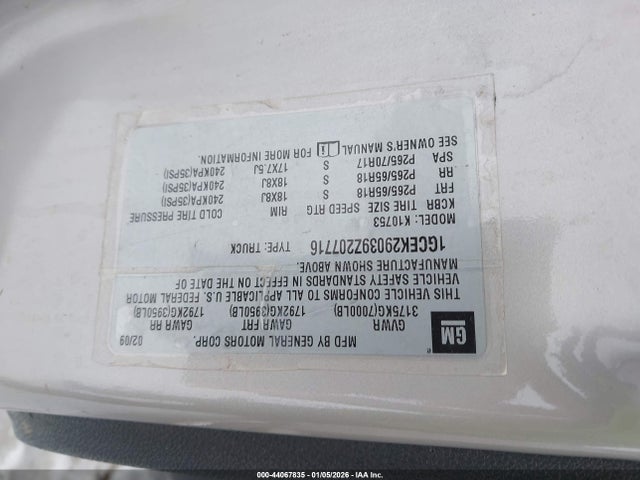 GM
MFD BY GENERAL MOTORS CORP. 02/09
GVWR GAWR FRT GAWR RR
3175KG(7000LB) 1792KG(3950LB) 1792KG(3950LB)
THIS VEHICLE CONFORMS TO ALL APPLICABLE U.S. FEDERAL MOTOR
VEHICLE SAFETY STANDARDS IN EFFECT ON THE DATE OF
MANUFACTURE SHOWN ABOVE.
1GCEK29039Z207716 TYPE: TRUCK
MODEL: K10753
KCBR TIRE SIZE SPEED RTG RIM COLD TIRE PRESSURE
FRT P265/65R18 S 18X8J 240KPA(35PSI)
RR P265/65R18 S 18X8J 240KPA(35PSI)
SPA P265/70R17 S 17X7.5J 240KPA(35PSI)
SEE OWNER'S MANUAL FOR MORE INFORMATION.
000-44067835 - 01/05/2026 - © IAA, Inc.